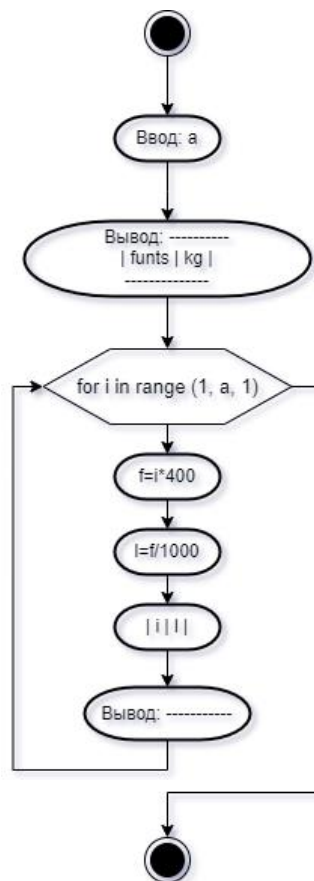 Ввод: a
Вывод: ----------
| funts | kg |
---------------
for i in range (1, a, 1)
f=i*400
l=f/1000
| i | l |
Вывод: ------------